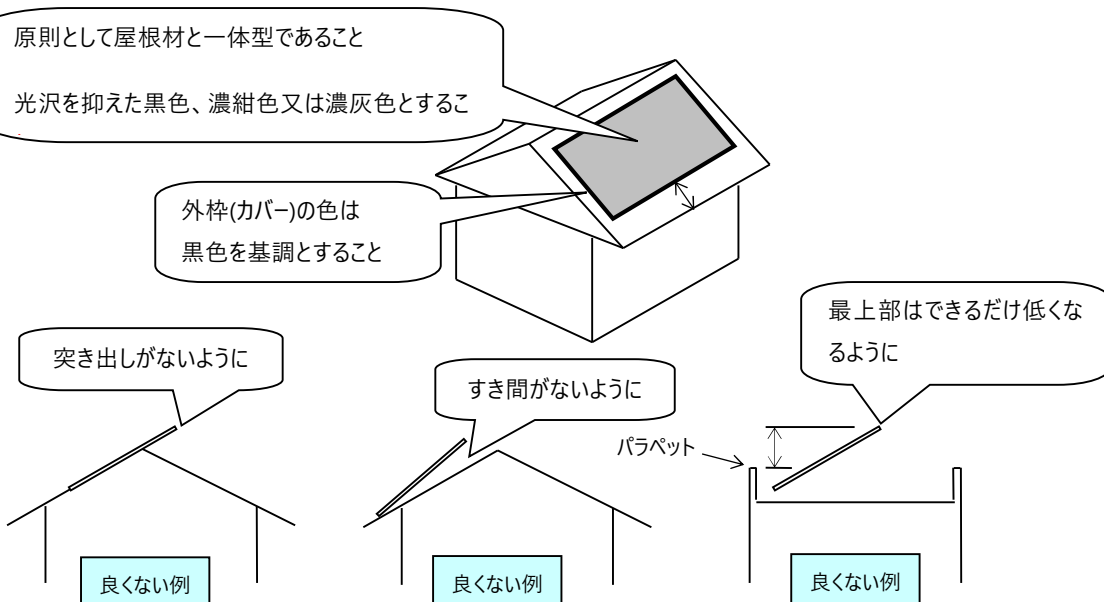 原則として屋根材と一体型であること
光沢を抑えた黒色、濃紺色又は濃灰色とするこ
外枠(カバー)の色は
黒色を基調とすること
突き出しがないように
すき間がないように
最上部はできるだけ低くな
るように
パラペット
良くない例
良くない例
良くない例